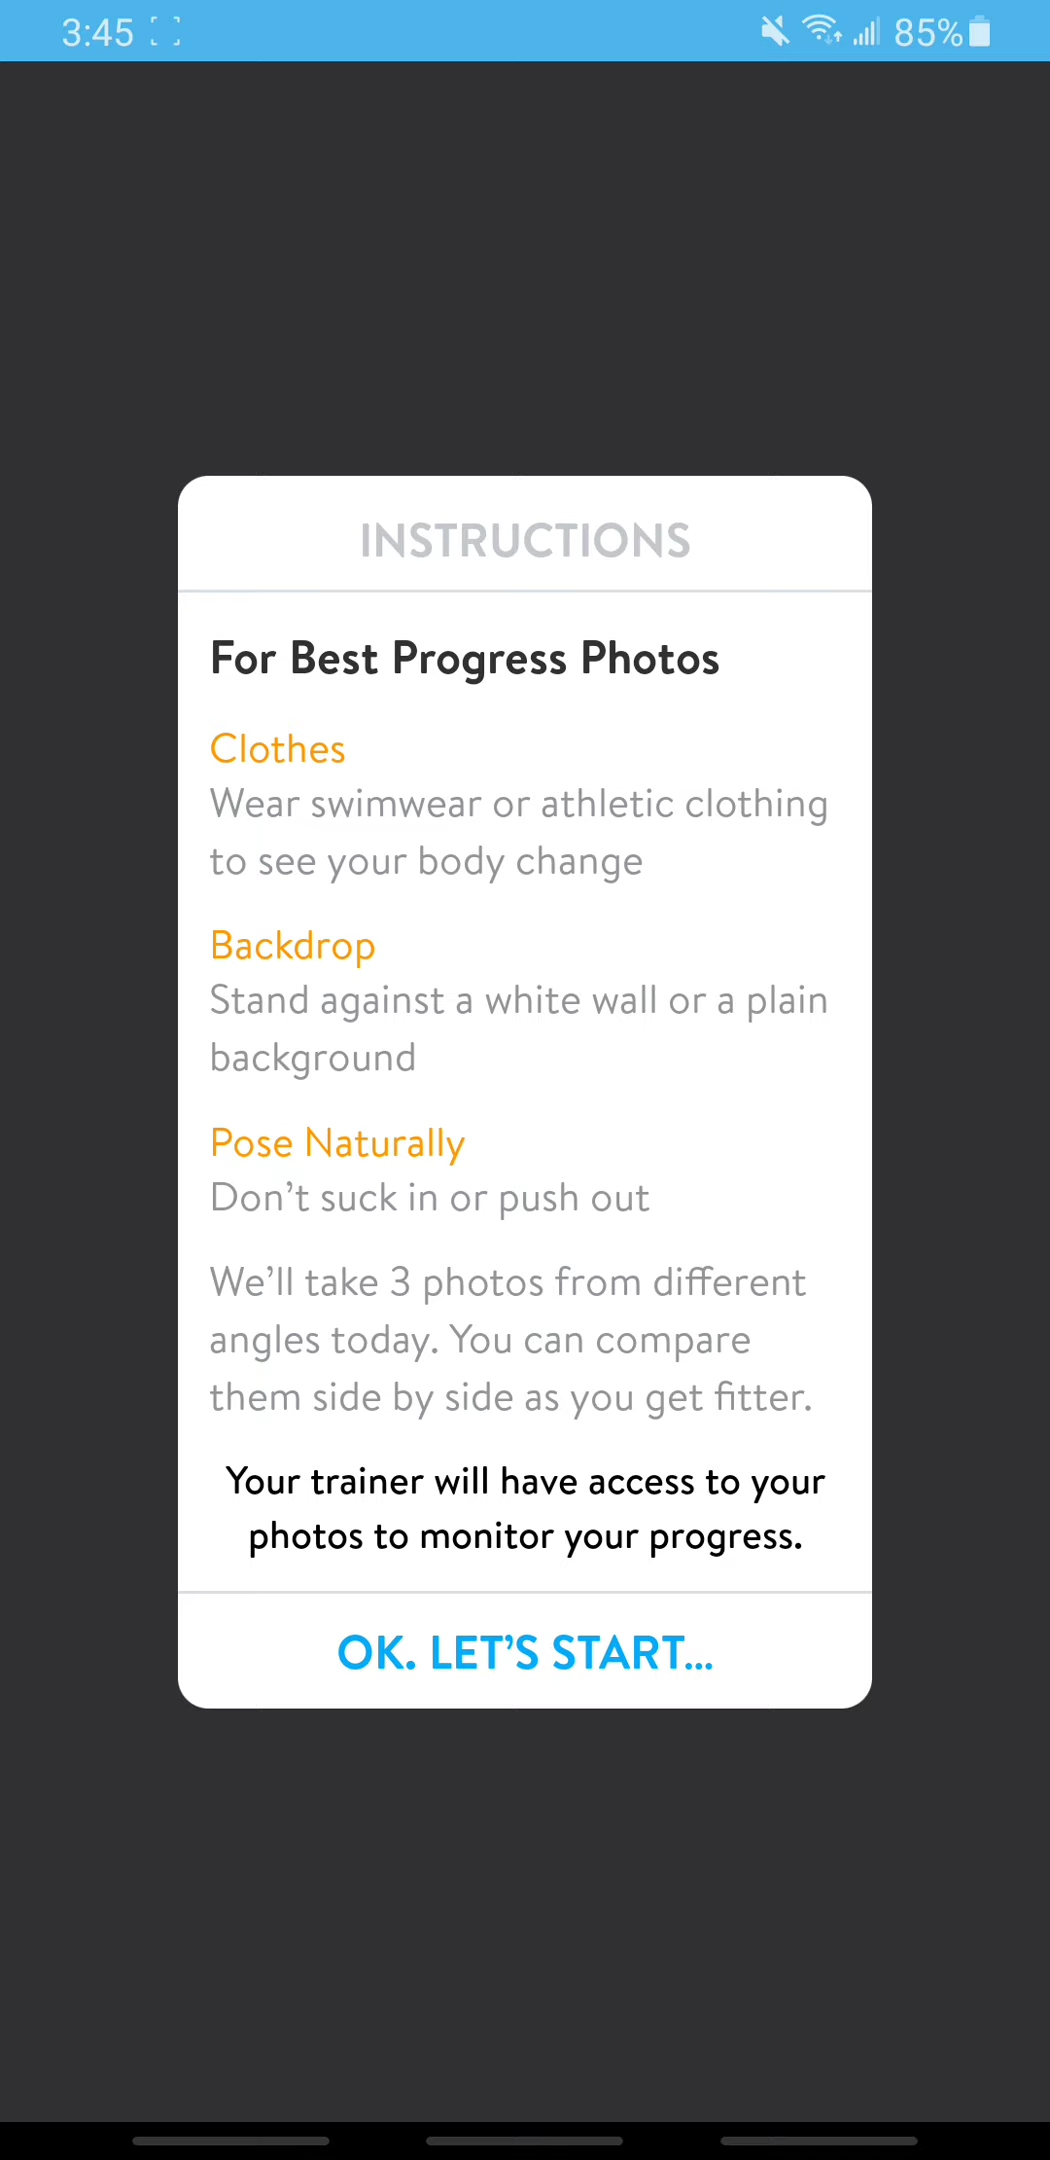 3:45
85%
INSTRUCTIONS
For Best Progress Photos
Clothes
Wear swimwear or athletic clothing
to see your body change
Backdrop
Stand against a white wall or a plain
background
Pose Naturally
Don’t suck in or push out
We’ll take 3 photos from different
angles today. You can compare
them side by side as you get fitter.
Your trainer will have access to your
photos to monitor your progress.
OK. LET’S START...